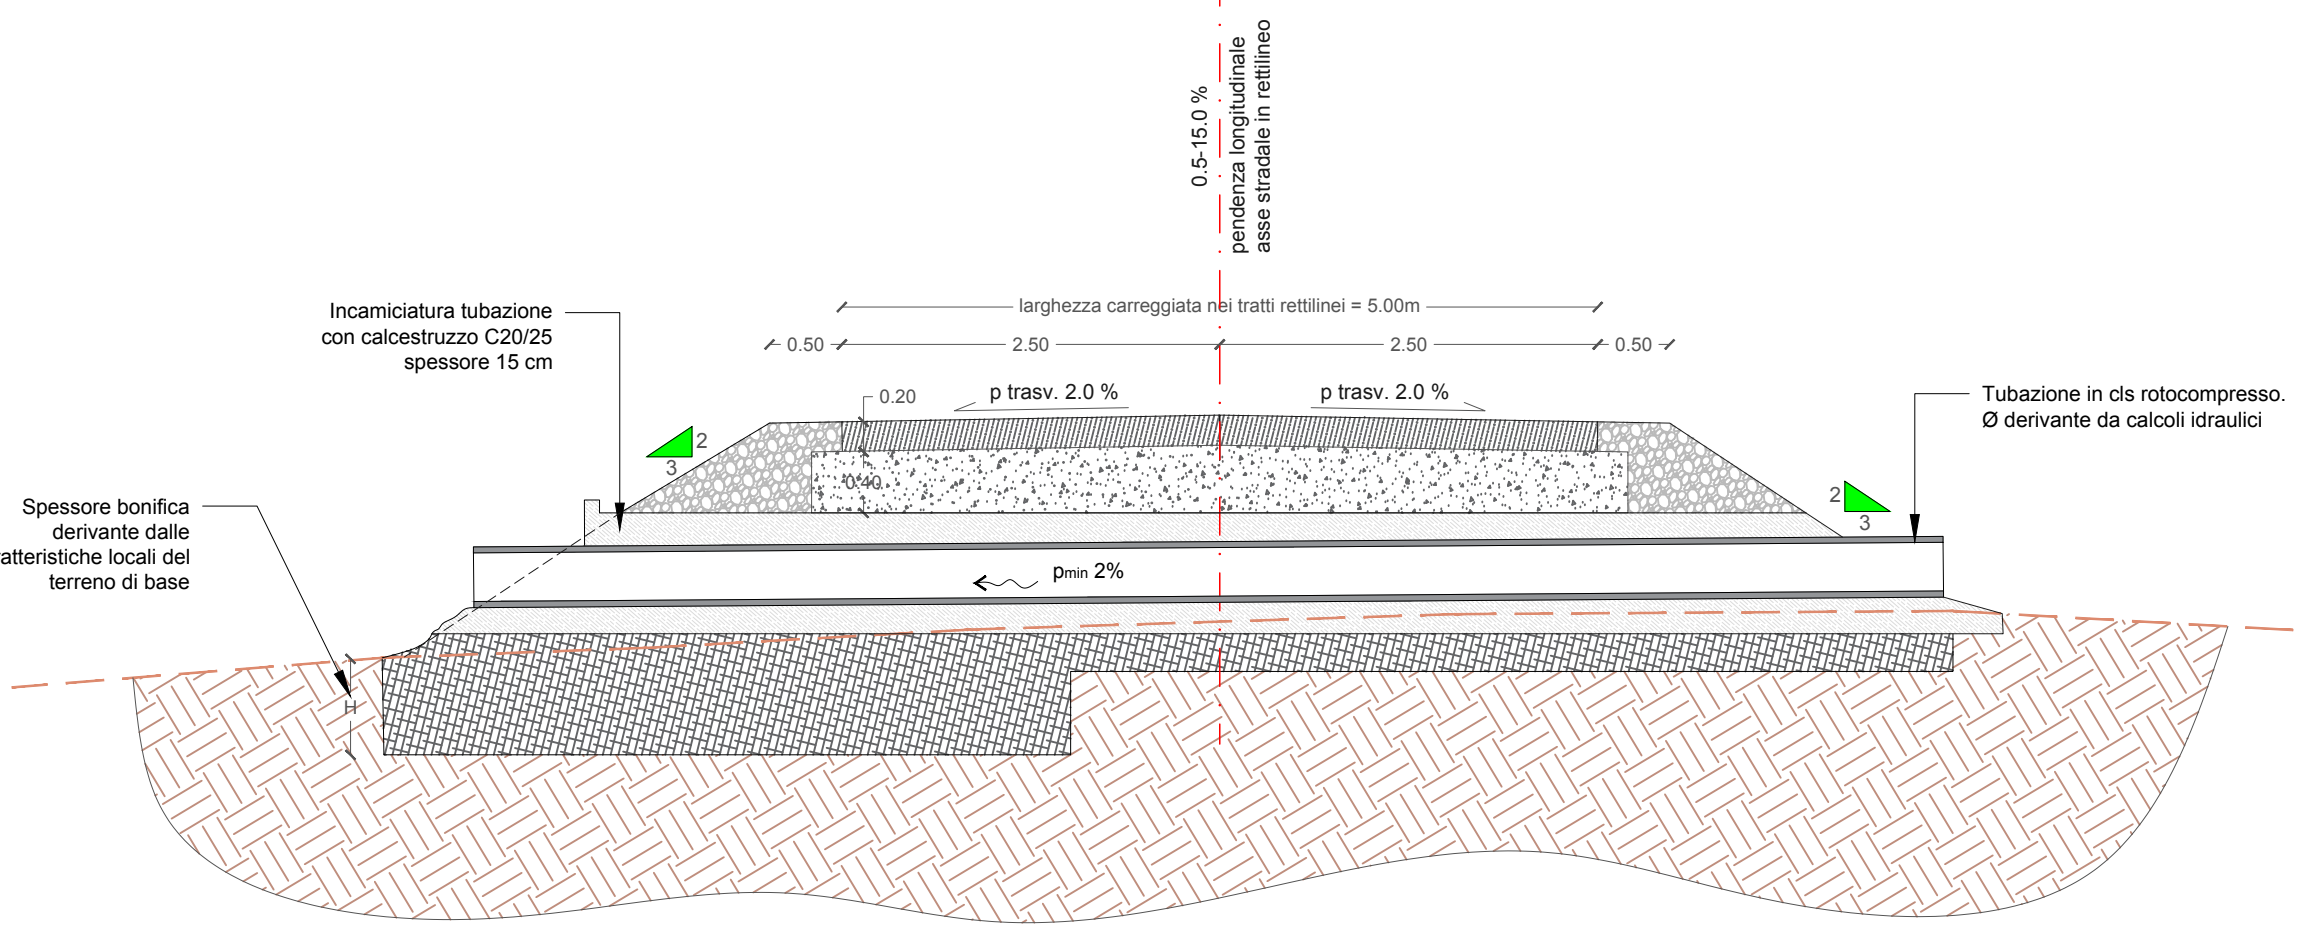 0.5-15.0 %
pendenza longitudinale
asse stradale in rettilineo
larghezza carreggiata nei tratti rettilinei = 5.00m
0.50
2.50
2.50
0.50
Incamiciatura tubazione
con calcestruzzo C20/25
spessore 15 cm
0.20
p trasv. 2.0 %
p trasv. 2.0 %
Tubazione in cls rotocompresso.
Ø derivante da calcoli idraulici
2
3
0.40
2
3
Spessore bonifica
derivante dalle
atteristiche locali del
terreno di base
pmin 2%
H